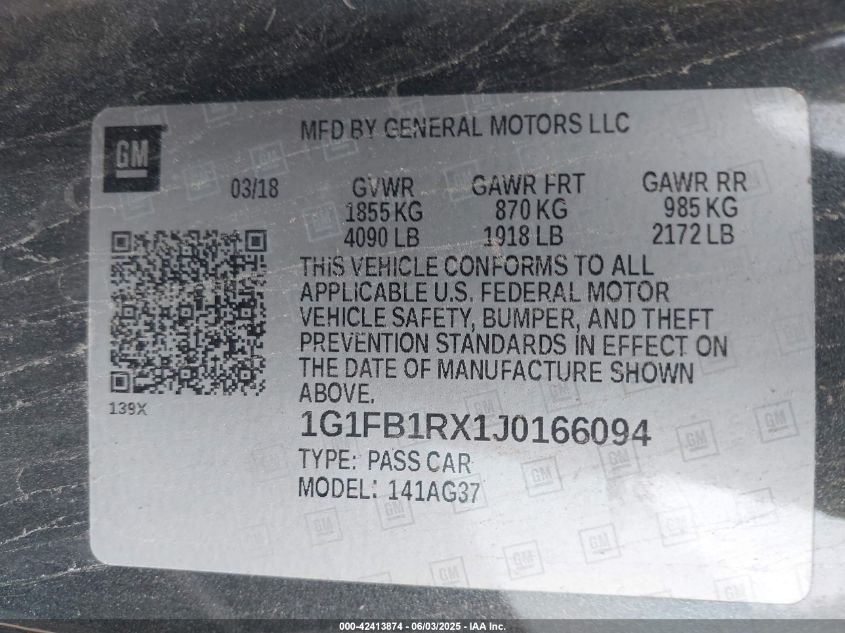 MFD BY GENERAL MOTORS LLC
GM
03/18 GVWR GAWR FRT GAWR RR
1855 KG 870 KG 985 KG
4090 LB 1918 LB 2172 LB
THIS VEHICLE CONFORMS TO ALL
APPLICABLE U.S. FEDERAL MOTOR
VEHICLE SAFETY, BUMPER, AND THEFT
PREVENTION STANDARDS IN EFFECT ON
THE DATE OF MANUFACTURE SHOWN
ABOVE.
139X
1G1FB1RX1J0166094
TYPE: PASS CAR
MODEL: 141AG37
000-42413874 - 06/03/2025 - IAA Inc.